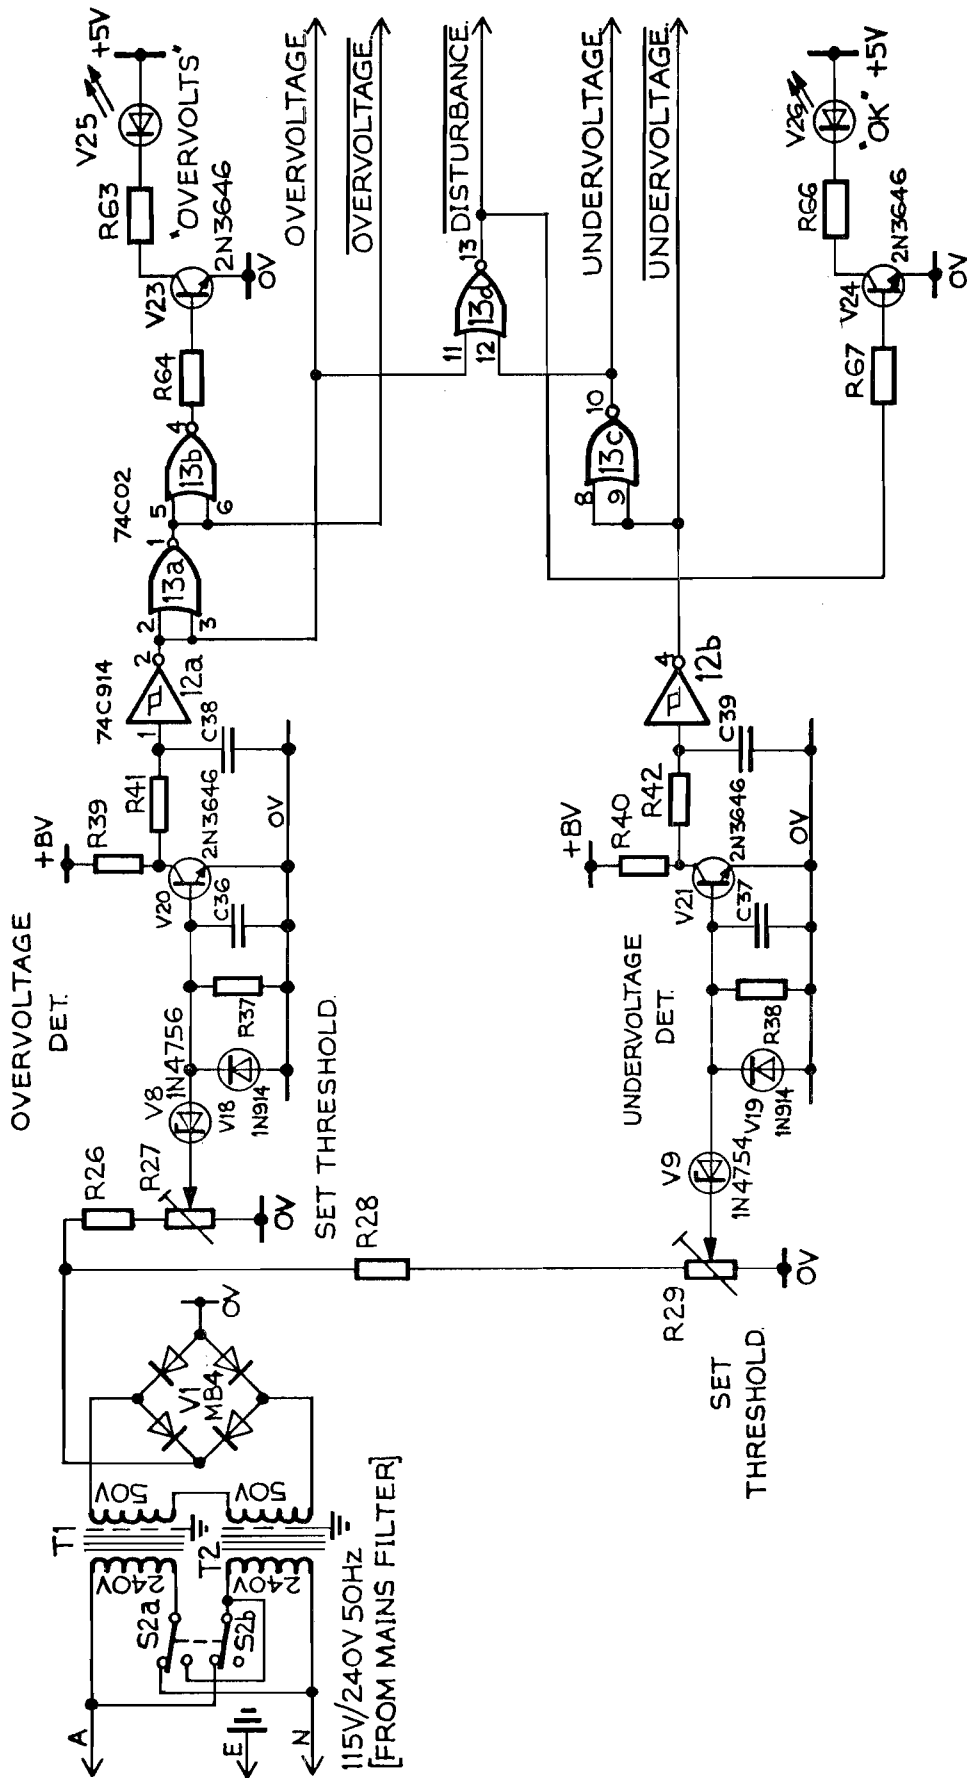 OVERVOLTAGE
DET.
+8V
R39
V20
2N3646
R41
C36
C38
0V
R37
V8
1N4756
V18
1N914
R26
R27
0V
SET THRESHOLD.
74C914
1
2
12a
2
3
13a
1
74C02
5
6
13b
4
R64
V23
2N3646
0V
R63
V25
+5V
"OVERVOLTS"
OVERVOLTAGE
OVERVOLTAGE
11
12
13d
13
DISTURBANCE
8
9
13c
10
UNDERVOLTAGE
UNDERVOLTAGE
T1
240V
50V
T2
240V
50V
S2a
S2b
A
E
N
115V/240V 50Hz
[FROM MAINS FILTER]
V1
MB4
0V
R28
R29
0V
SET
THRESHOLD.
UNDERVOLTAGE
DET.
+8V
R40
V21
2N3646
R42
C37
C39
0V
R38
V9
1N4754
V19
1N914
4
12b
R67
V24
2N3646
0V
R66
V26
"OK"
+5V